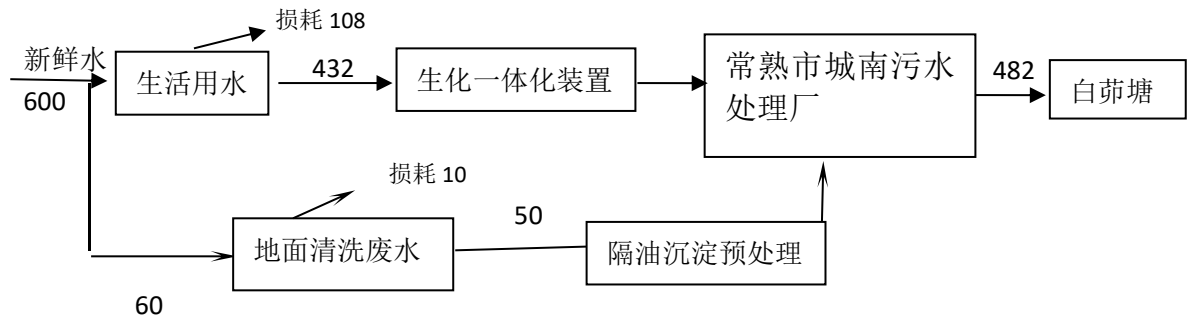 损耗 108
新鲜水
600
生活用水
432
生化一体化装置
常熟市城南污水
处理厂
482
白茆塘
损耗 10
50
地面清洗废水
隔油沉淀预处理
60